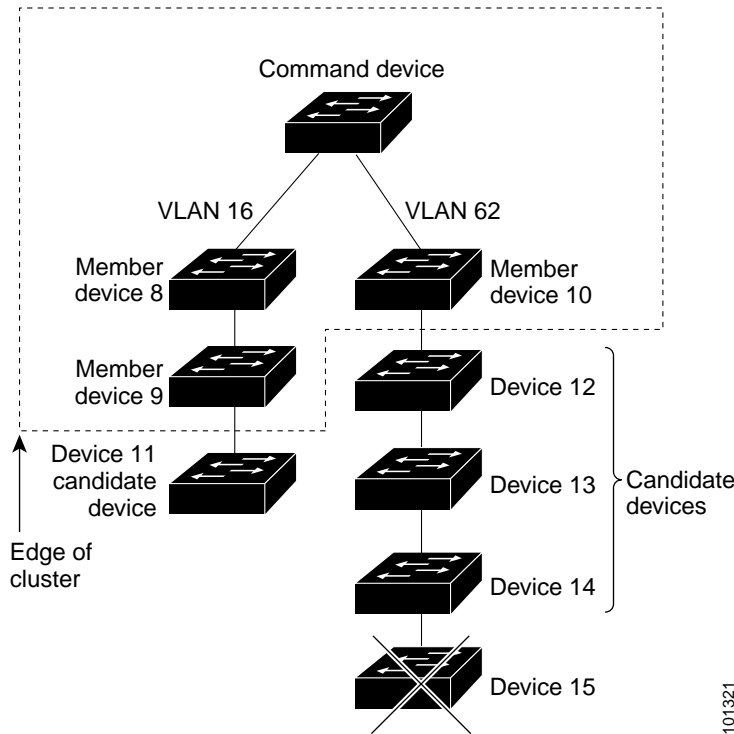 Command device
VLAN 16
VLAN 62
Member
device 8
Member
device 10
Member
device 9
Device 12
Device 11
candidate
device
Device 13
Candidate
devices
Edge of
cluster
Device 14
Device 15
101321